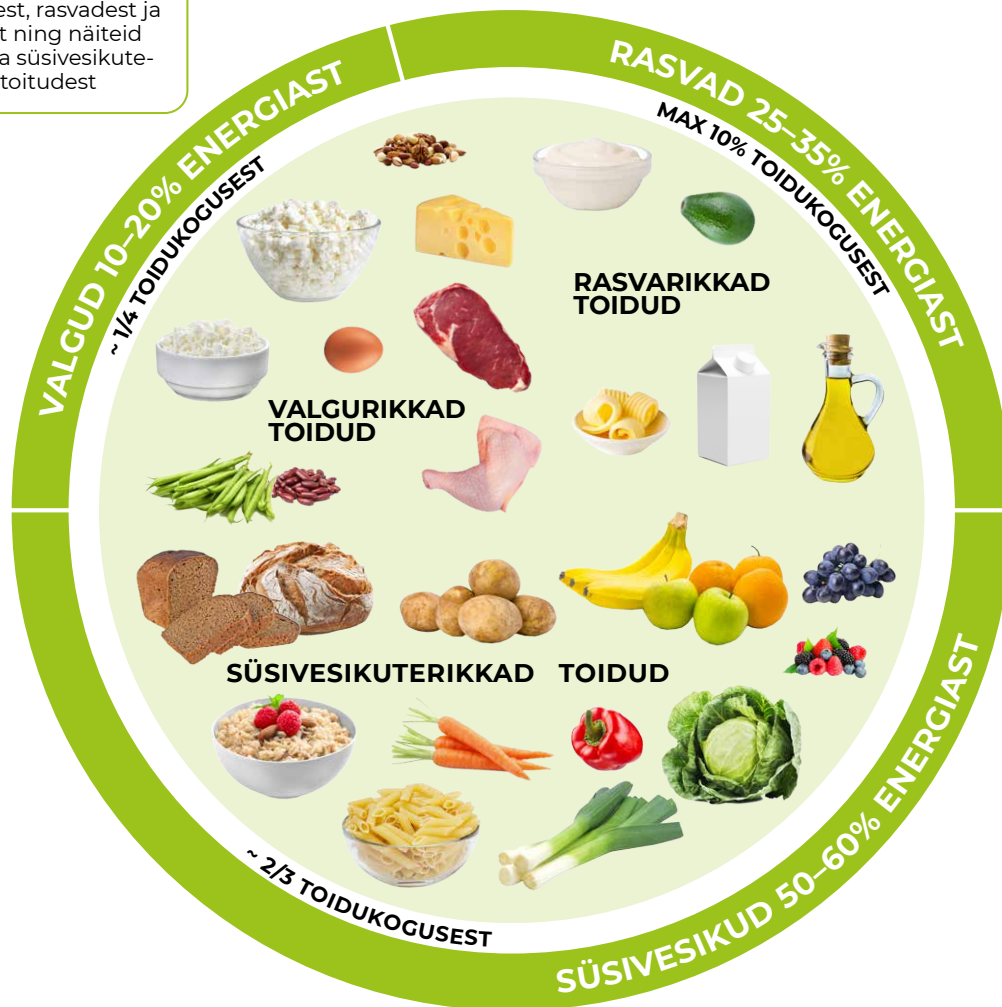 est, rasvadest ja
t ning näiteid
a süsivesikute-
toitudest
VALGUD 10–20% ENERGIAST
~ 1/4 TOIDUKOGUSEST
RASVAD 25–35% ENERGIAST
MAX 10% TOIDUKOGUSEST
RASVARIKKAD
TOIDUD
VALGURIKKAD
TOIDUD
SÜSIVESIKUTERIKKAD TOIDUD
~ 2/3 TOIDUKOGUSEST
SÜSIVESIKUD 50–60% ENERGIAST